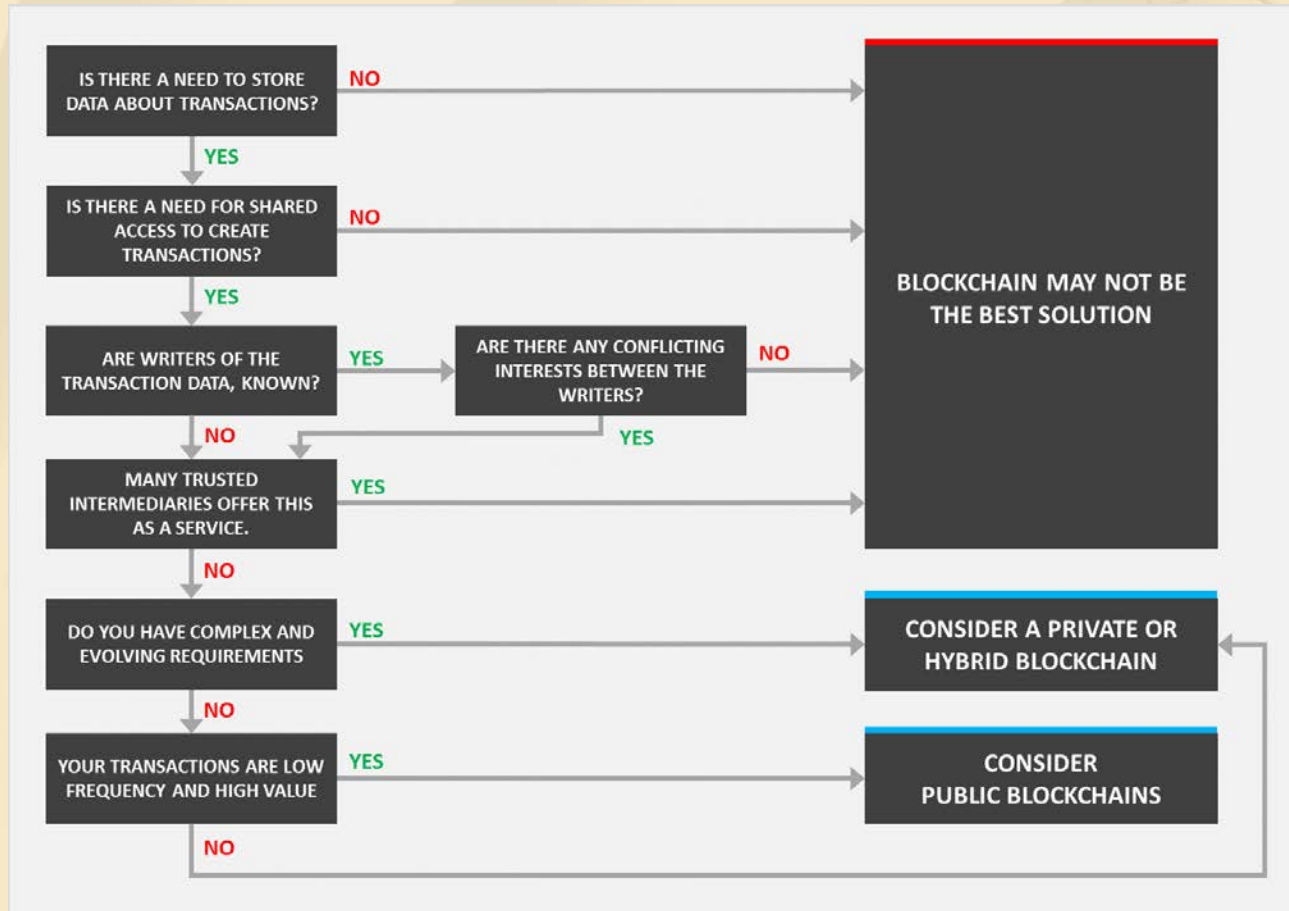 IS THERE A NEED TO STORE
DATA ABOUT TRANSACTIONS?
NO
YES
IS THERE A NEED FOR SHARED
ACCESS TO CREATE
TRANSACTIONS?
NO
YES
ARE WRITERS OF THE
TRANSACTION DATA, KNOWN?
YES
ARE THERE ANY CONFLICTING
INTERESTS BETWEEN THE
WRITERS?
NO
BLOCKCHAIN MAY NOT BE
THE BEST SOLUTION
NO
YES
MANY TRUSTED
INTERMEDIARIES OFFER THIS
AS A SERVICE.
YES
NO
DO YOU HAVE COMPLEX AND
EVOLVING REQUIREMENTS
YES
CONSIDER A PRIVATE OR
HYBRID BLOCKCHAIN
NO
YOUR TRANSACTIONS ARE LOW
FREQUENCY AND HIGH VALUE
YES
CONSIDER
PUBLIC BLOCKCHAINS
NO